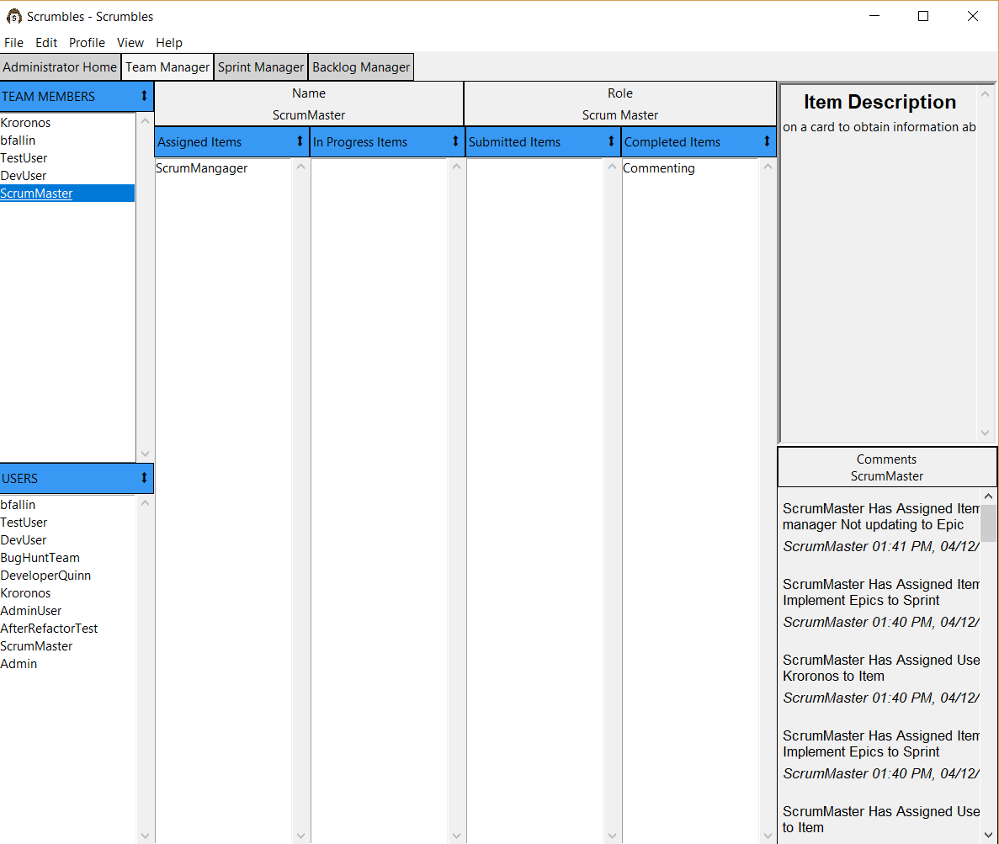 Scrumbles - Scrumbles
File Edit Profile View Help
Administrator Home Team Manager Sprint Manager Backlog Manager
TEAM MEMBERS
Kroronos
bfallin
TestUser
DevUser
ScrumMaster
USERS
bfallin
TestUser
DevUser
BugHuntTeam
DeveloperQuinn
Kroronos
AdminUser
AfterRefactorTest
ScrumMaster
Admin
Name
ScrumMaster
Role
Scrum Master
Assigned Items
ScrumMangager
In Progress Items
Submitted Items
Completed Items
Commenting
Item Description
on a card to obtain information ab
Comments
ScrumMaster
ScrumMaster Has Assigned Item
manager Not updating to Epic
ScrumMaster 01:41 PM, 04/12/
ScrumMaster Has Assigned Item
Implement Epics to Sprint
ScrumMaster 01:40 PM, 04/12/
ScrumMaster Has Assigned Use
Kroronos to Item
ScrumMaster 01:40 PM, 04/12/
ScrumMaster Has Assigned Item
Implement Epics to Sprint
ScrumMaster 01:40 PM, 04/12/
ScrumMaster Has Assigned Use
to Item